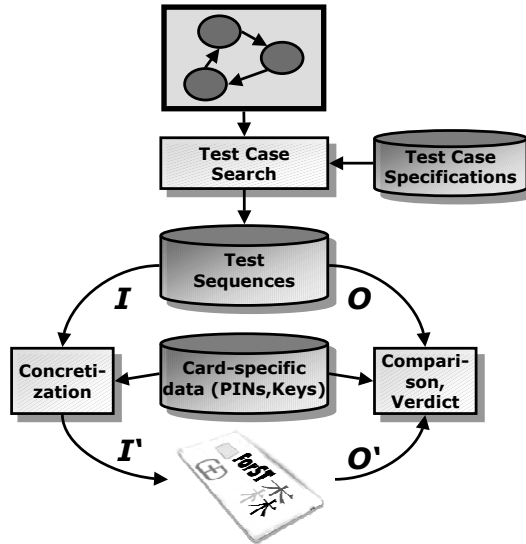 Test Case
Search
Test Case
Specifications
Test
Sequences
I
O
Concreti-
zation
Card-specific
data (PINs,Keys)
Compari-
son,
Verdict
I'
O'
ForST